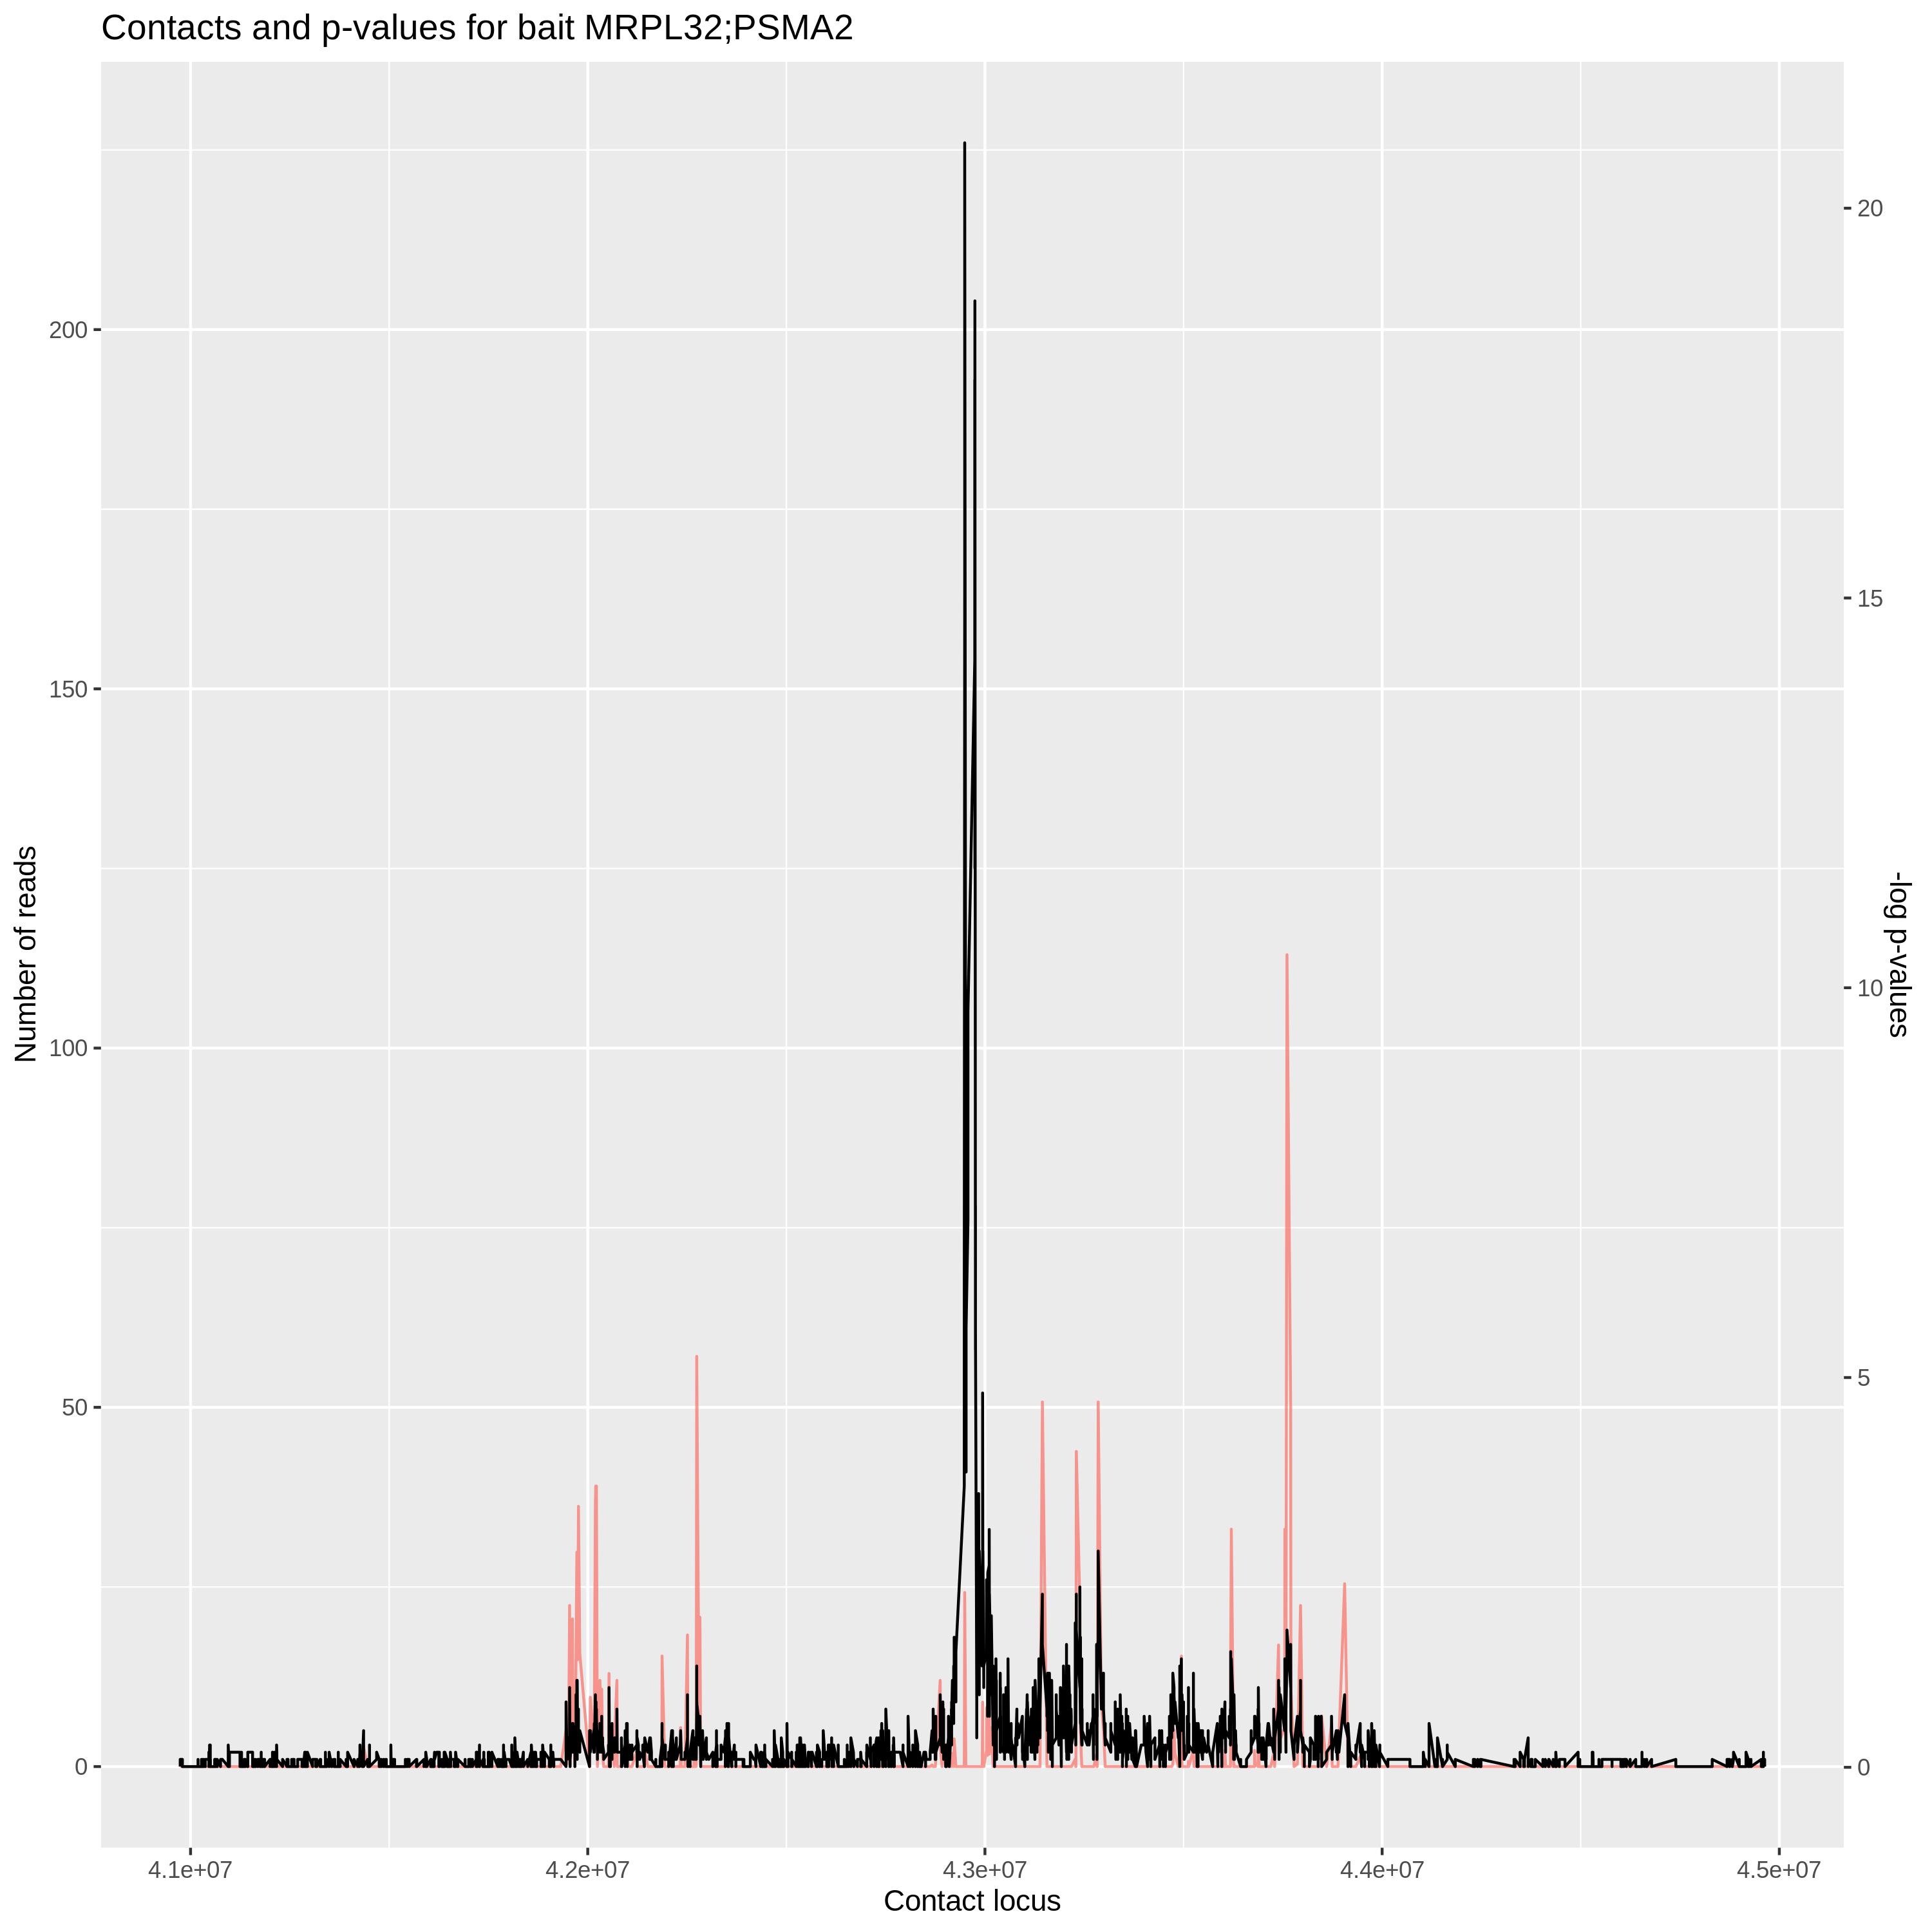 Contacts and p-values for bait MRPL32;PSMA2
Number of reads
200
150
100
50
0
20
15
10
5
0
-log p-values
4.1e+07 4.2e+07 4.3e+07 4.4e+07 4.5e+07
Contact locus